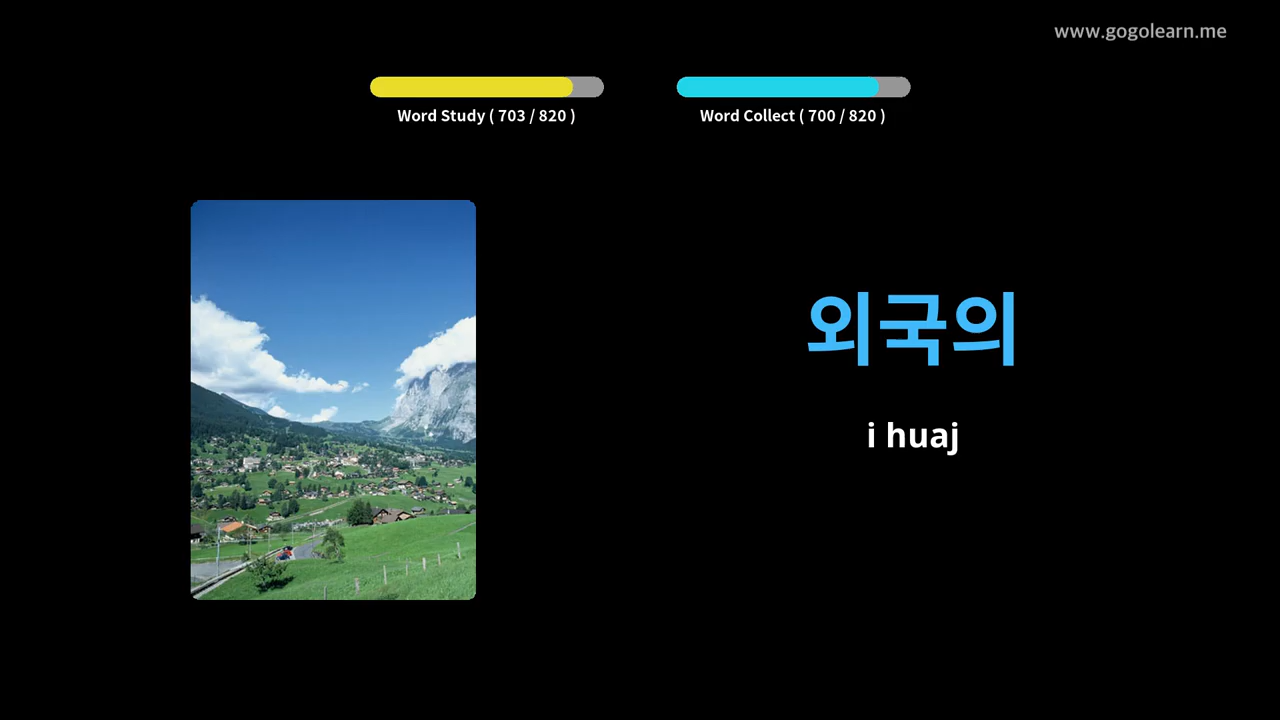 www.gogolearn.me
Word Study ( 703 / 820 )
Word Collect ( 700 / 820 )
외국의
i huaj